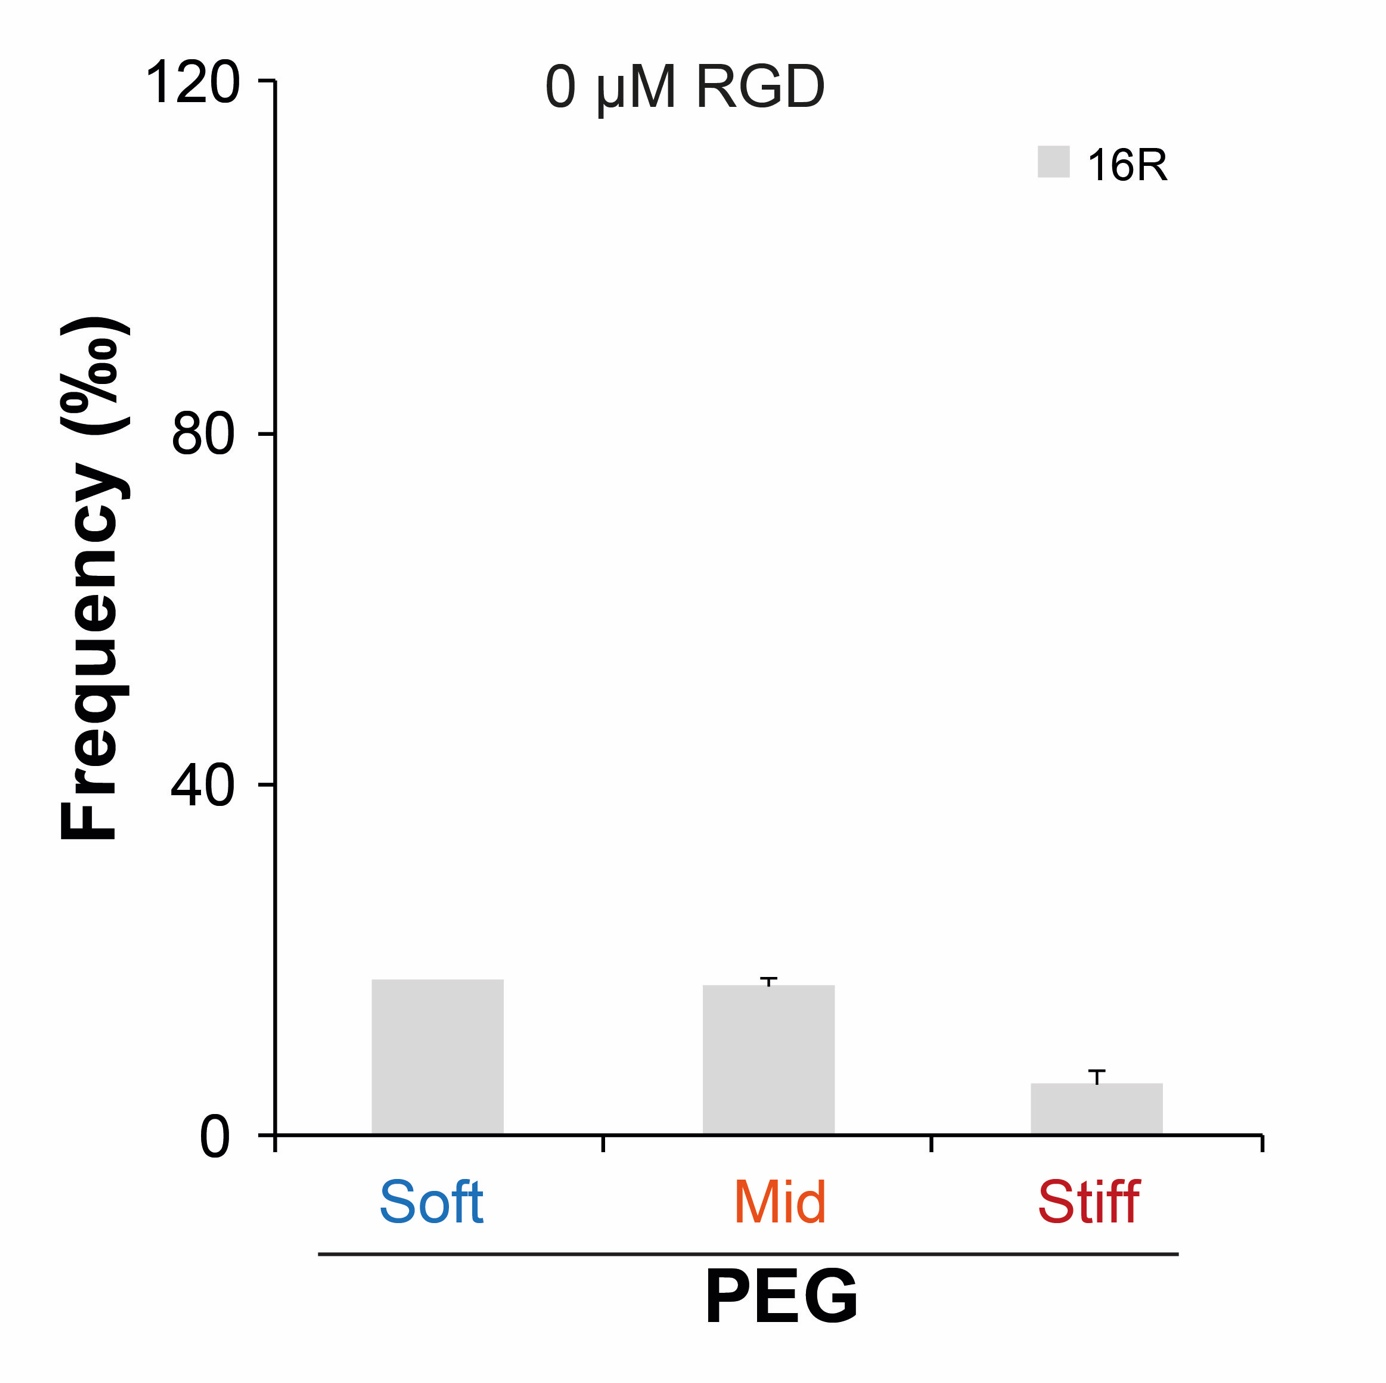 0 µM RGD
16R
Frequency (‰)
120
80
40
0
Soft Mid Stiff
PEG